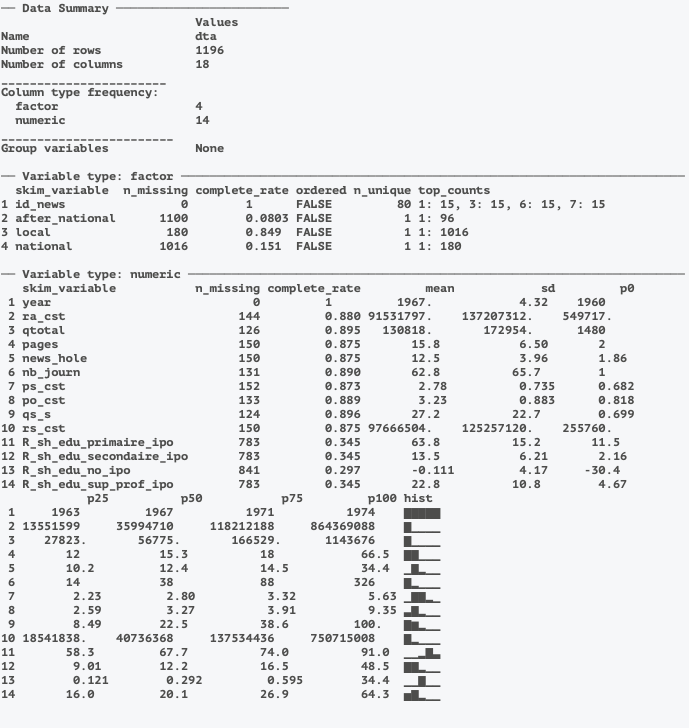 ── Data Summary ────────────────────────
                           Values
Name                       dta
Number of rows             1196
Number of columns          18
_______________________
Column type frequency:
  factor                   4
  numeric                  14
________________________
Group variables            None
── Variable type: factor ──────────────────────────────
  skim_variable  n_missing complete_rate ordered n_unique top_counts
1 id_news                0        1      FALSE         80 1: 15, 3: 15, 6: 15, 7: 15
2 after_national      1100        0.0803 FALSE          1 1: 96
3 local                180        0.849  FALSE          1 1: 1016
4 national            1016        0.151  FALSE          1 1: 180
── Variable type: numeric ──────────────────────────────
   skim_variable           n_missing complete_rate         mean           sd       p0
 1 year                            0         1          1967.           4.32   1960
 2 ra_cst                        144         0.880 91531797.    137207312.   549717.
 3 qtotal                        126         0.895   130818.       172954.     1480
 4 pages                         150         0.875       15.8           6.50      2
 5 news_hole                     150         0.875       12.5           3.96      1.86
 6 nb_journ                      131         0.890       62.8          65.7       1
 7 ps_cst                        152         0.873        2.78          0.735     0.682
 8 po_cst                        133         0.889        3.23          0.883     0.818
 9 qs_s                          124         0.896       27.2          22.7       0.699
10 rs_cst                        150         0.875 97666504.    125257120.   255760.
11 R_sh_edu_primaire_ipo         783         0.345       63.8          15.2      11.5
12 R_sh_edu_secondaire_ipo       783         0.345       13.5           6.21      2.16
13 R_sh_edu_no_ipo               841         0.297       -0.111         4.17    -30.4
14 R_sh_edu_sup_prof_ipo         783         0.345       22.8          10.8       4.67
            p25          p50          p75         p100 hist
 1     1963         1967         1971         1974     ▇▇▇▇▇
 2 13551599     35994710    118212188    864369088     ▇▁▁▁▁
 3    27823.       56775.      166529.     1143676     ▇▁▁▁▁
 4       12           15.3         18           66.5   ▇▇▁▁▁
 5       10.2         12.4         14.5         34.4   ▁▇▂▁▁
 6       14           38           88          326     ▇▂▁▁▁
 7        2.23         2.80         3.32         5.63  ▁▇▇▂▁
 8        2.59         3.27         3.91         9.35  ▃▇▂▁▁
 9        8.49        22.5         38.6        100.    ▇▅▂▁▁
10 18541838.    40736368    137534436    750715008     ▇▂▁▁▁
11       58.3         67.7         74.0         91.0   ▁▁▂▇▃
12        9.01        12.2         16.5         48.5   ▇▇▁▁▁
13        0.121        0.292        0.595       34.4   ▁▁▇▁▁
14       16.0         20.1         26.9         64.3   ▅▇▂▁▁